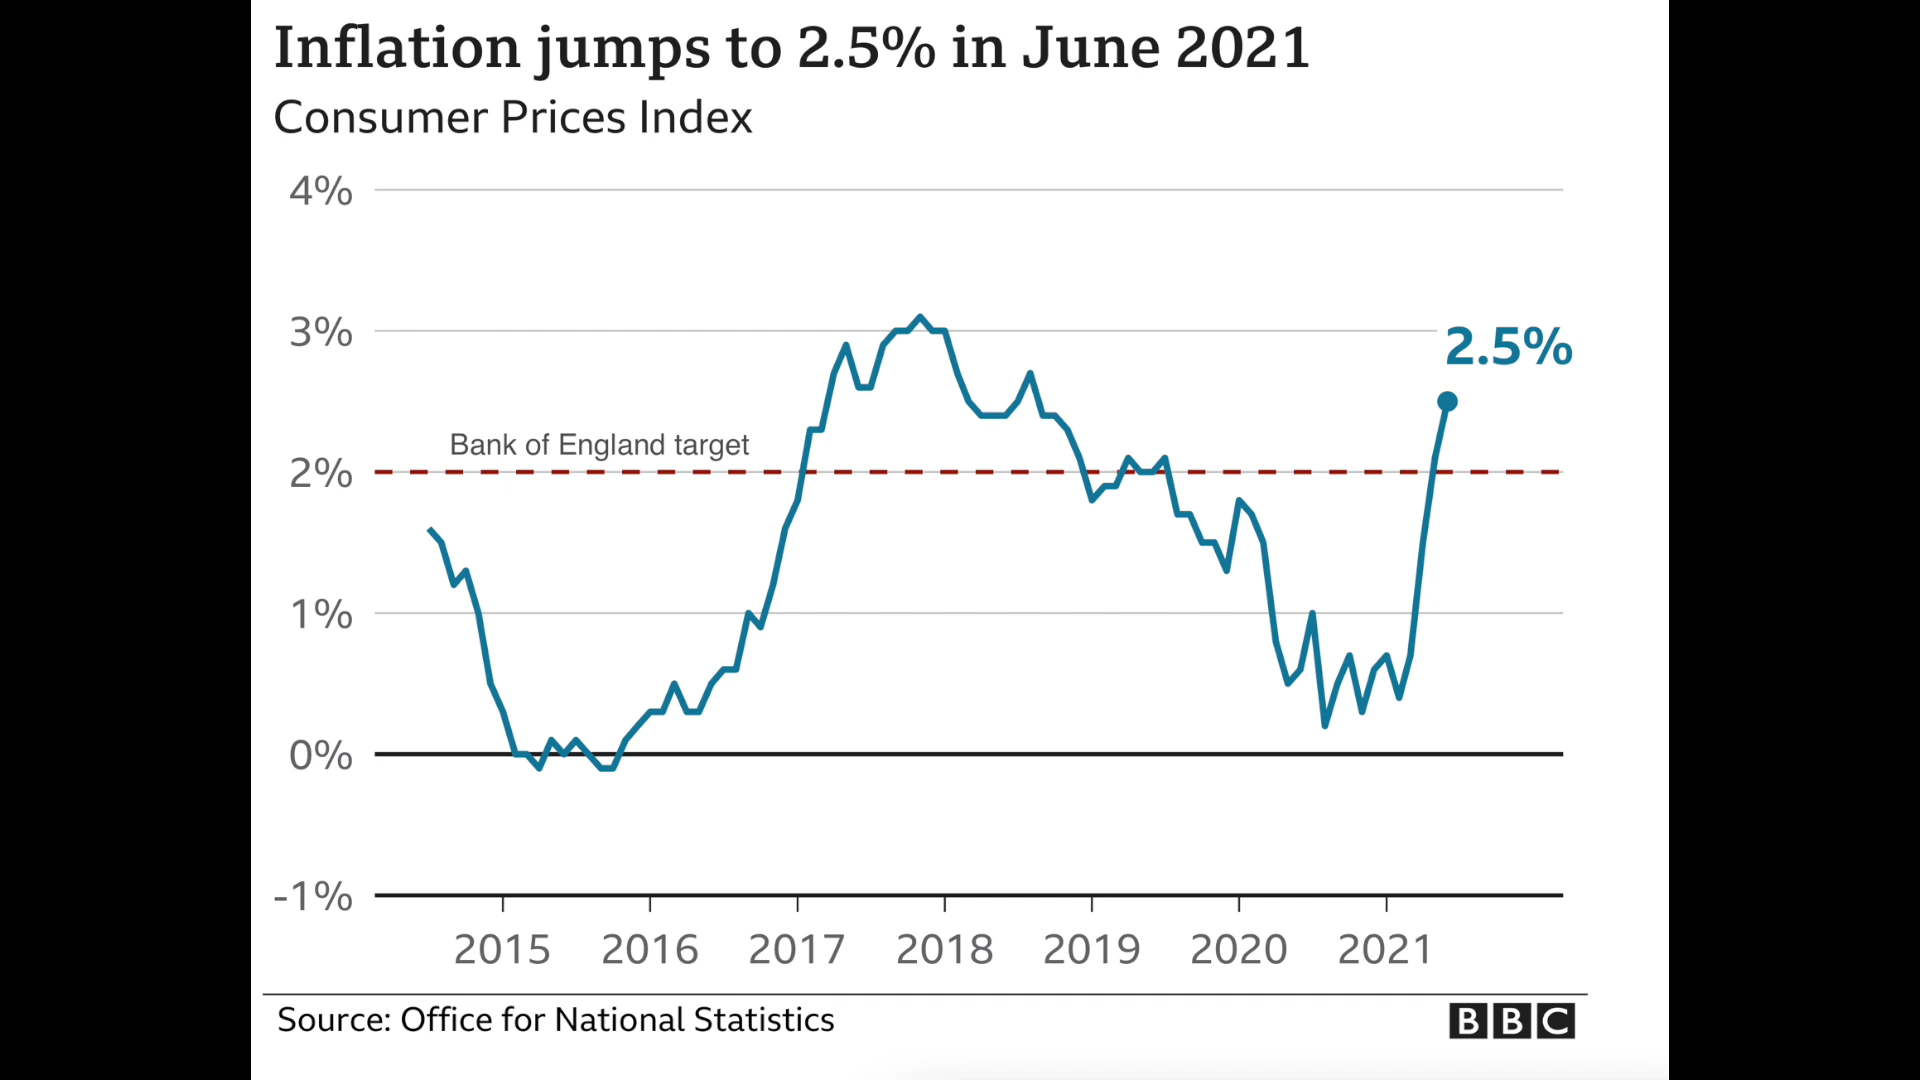 Inflation jumps to 2.5% in June 2021
Consumer Prices Index
4%
3%
2.5%
Bank of England target
2%
1%
0%
-1%
2015 2016 2017 2018 2019 2020 2021
Source: Office for National Statistics
BBC